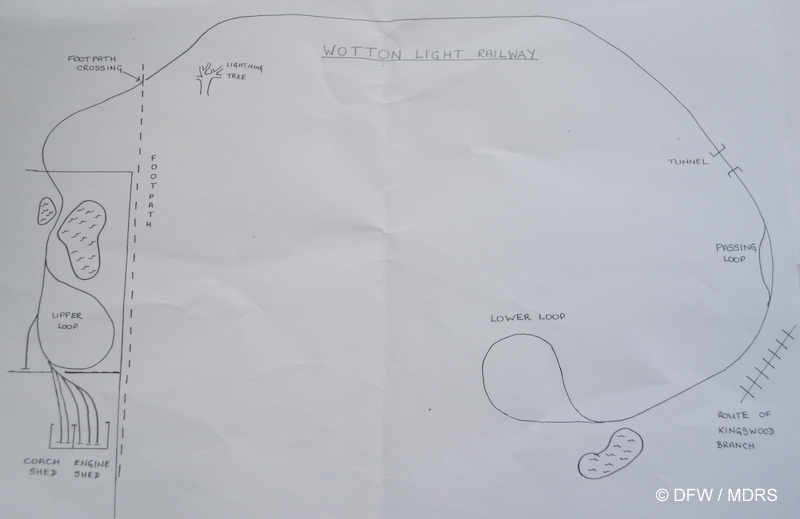 WOTTON LIGHT RAILWAY
FOOTPATH
CROSSING
LIGHTNING
TREE
FOOTPATH
TUNNEL
PASSING
LOOP
UPPER
LOOP
LOWER LOOP
ROUTE OF
KINGSWOOD
BRANCH
COACH
SHED
ENGINE
SHED
© DFW / MDRS